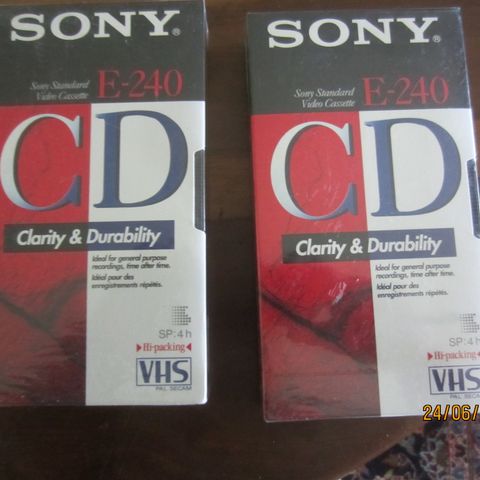 SONY®
Sony Standard
Video Cassette
E-240
CD
Clarity & Durability
Ideal for general purpose
recordings, time after time.
Idéal pour des
enregistrements répétés.
SP: 4 h
Hi-packing
VHS
PAL SECAM
SONY®
Sony Standard
Video Cassette
E-240
CD
Clarity & Durability
Ideal for general purpose
recordings, time after time.
Idéal pour des
enregistrements répétés.
SP: 4 h
Hi-packing
VHS
PAL SECAM
24/06/